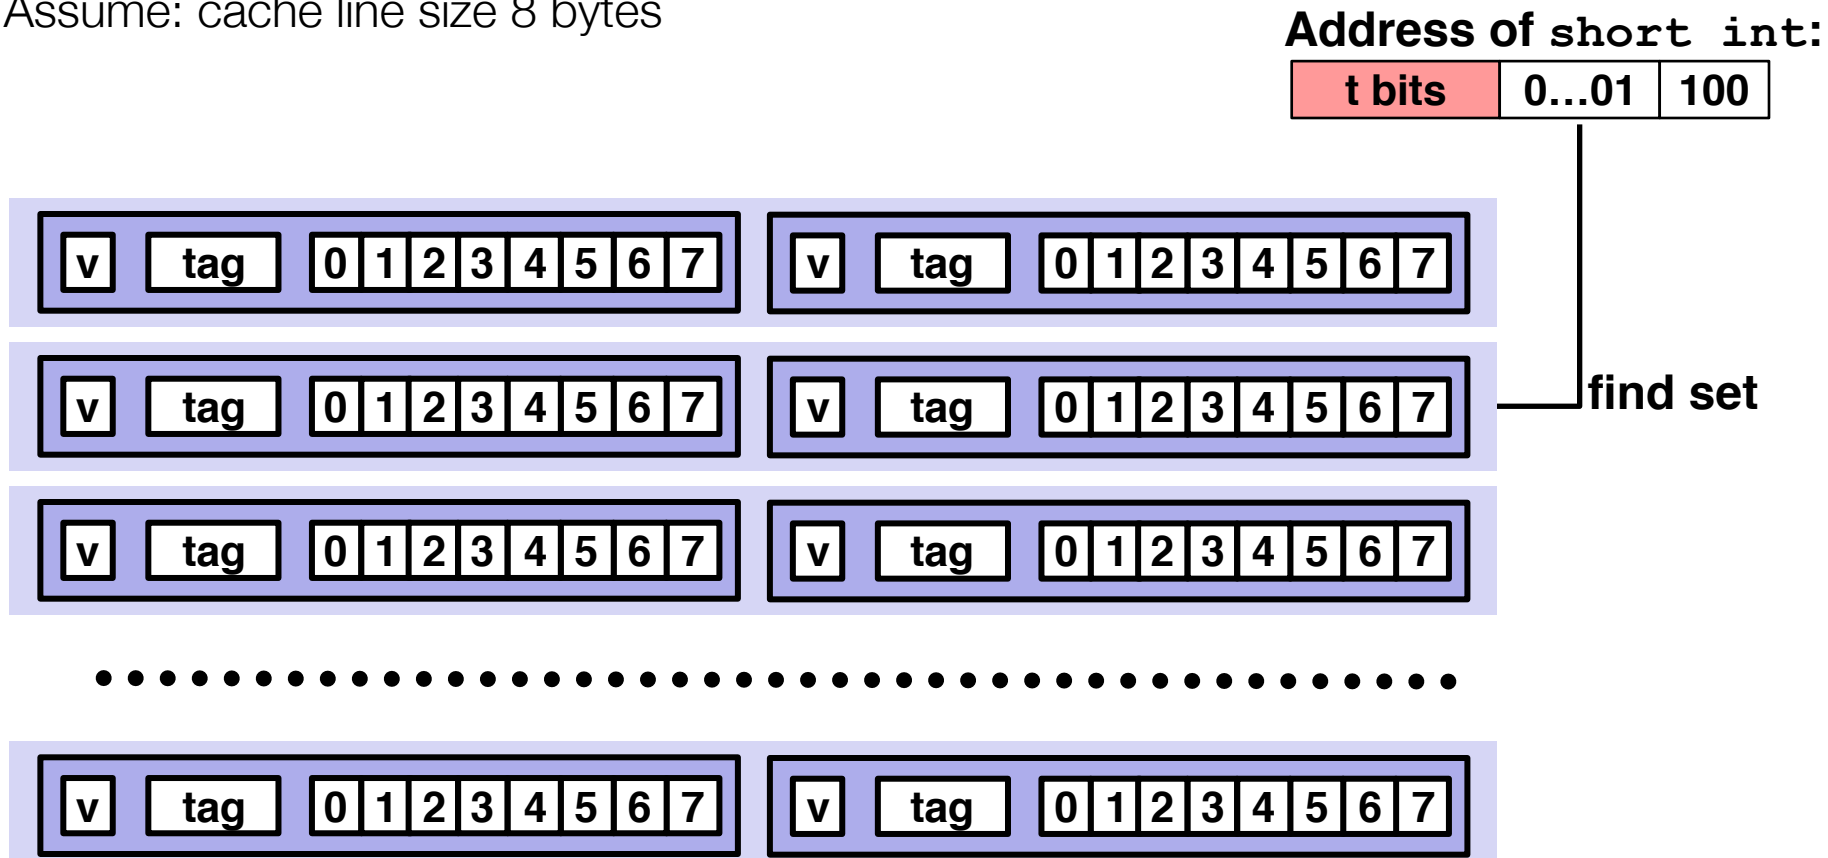 Assume: cache line size 8 bytes
Address of short int:
t bits 0...01 100
v tag 0 1 2 3 4 5 6 7 v tag 0 1 2 3 4 5 6 7
v tag 0 1 2 3 4 5 6 7 v tag 0 1 2 3 4 5 6 7
find set
v tag 0 1 2 3 4 5 6 7 v tag 0 1 2 3 4 5 6 7
v tag 0 1 2 3 4 5 6 7 v tag 0 1 2 3 4 5 6 7